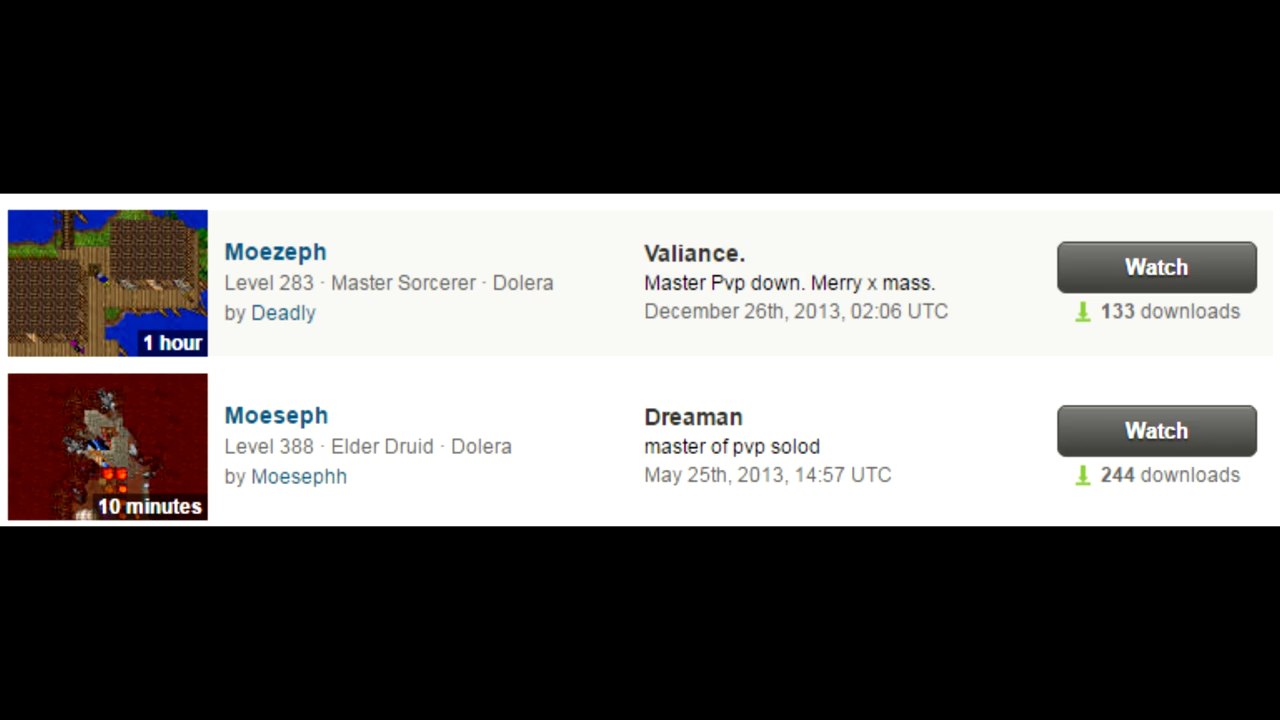 Moezeph
Level 283 · Master Sorcerer · Dolera
by Deadly
1 hour
Valiance.
Master Pvp down. Merry x mass.
December 26th, 2013, 02:06 UTC
Watch
133 downloads
Moeseph
Level 388 · Elder Druid · Dolera
by Moesephh
10 minutes
Dreaman
master of pvp solod
May 25th, 2013, 14:57 UTC
Watch
244 downloads